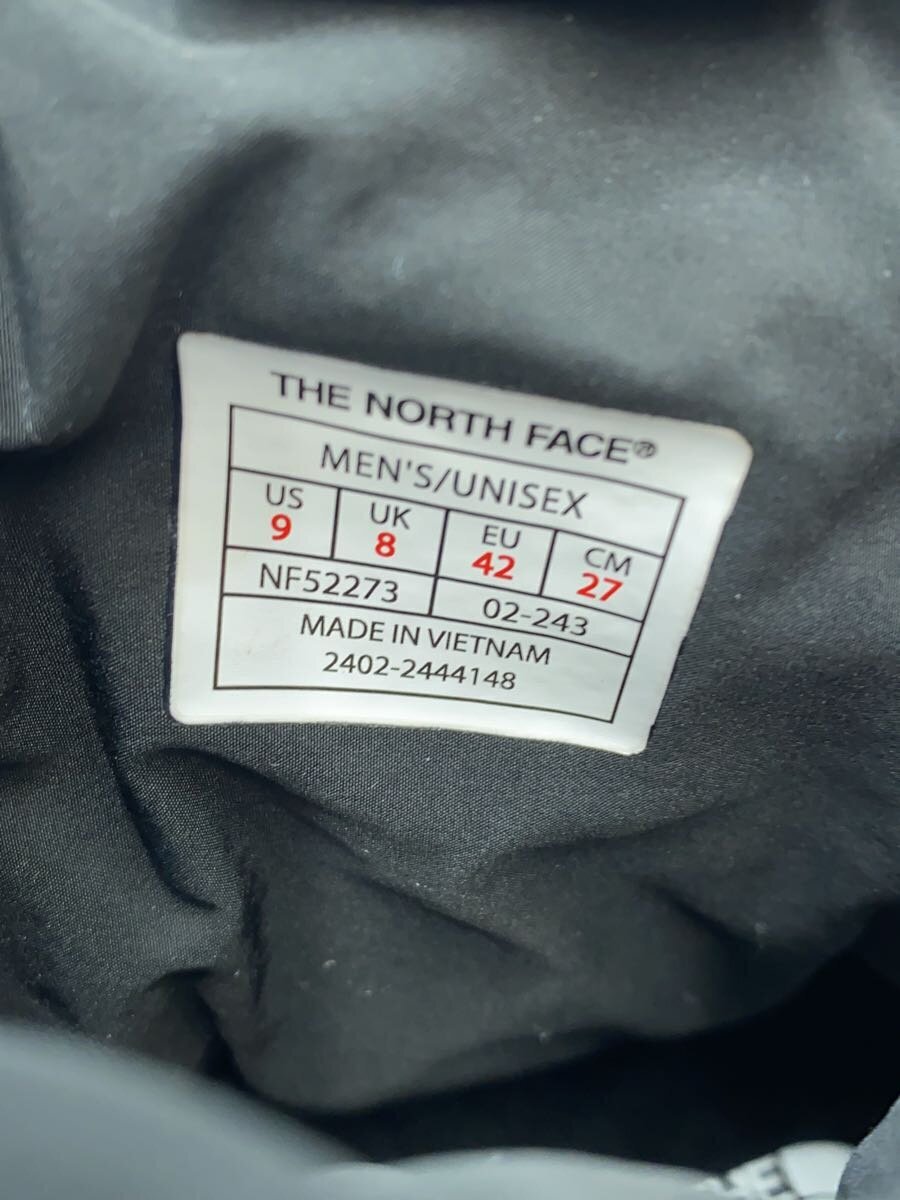 THE NORTH FACE®
MEN'S/UNISEX
US UK EU CM
9 8 42 27
NF52273 02-243
MADE IN VIETNAM
2402-2444148